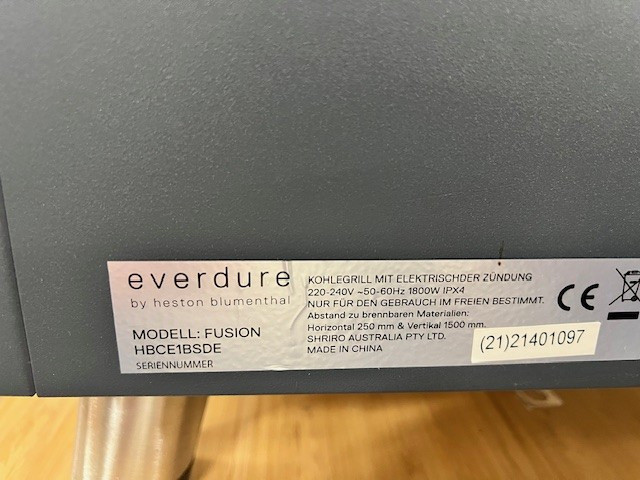 everdure
by heston blumenthal
MODELL: FUSION
HBCE1BSDE
SERIENNUMMER
KOHLEGRILL MIT ELEKTRISCHDER ZÜNDUNG
220-240V ~50-60Hz 1800W IPX4
NUR FÜR DEN GEBRAUCH IM FREIEN BESTIMMT.
Abstand zu brennbaren Materialien:
Horizontal 250 mm & Vertikal 1500 mm.
SHRIRO AUSTRALIA PTY LTD.
MADE IN CHINA
CE
(21)21401097